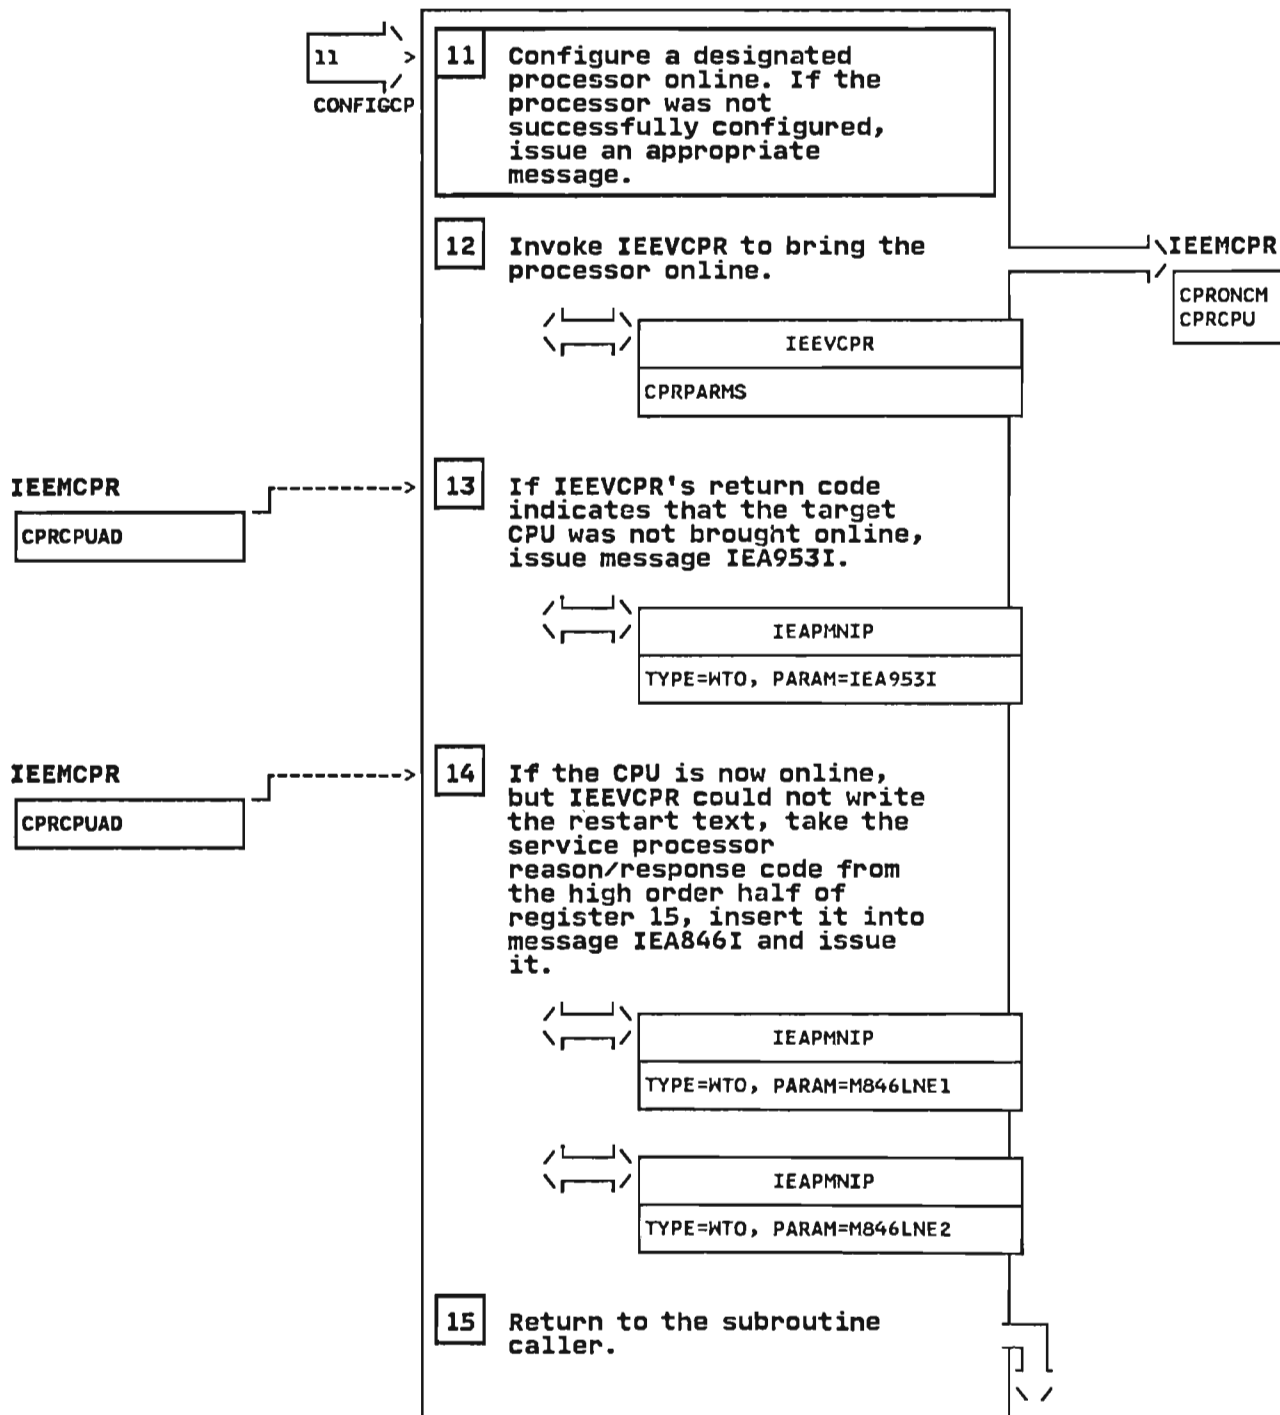 11
CONFIGCP
11 Configure a designated
processor online. If the
processor was not
successfully configured,
issue an appropriate
message.
12 Invoke IEEVCPR to bring the
processor online.
IEEMCPR
CPRONCM
CPRCPU
IEEVCPR
CPRPARMS
IEEMCPR
CPRCPUAD
13 If IEEVCPR's return code
indicates that the target
CPU was not brought online,
issue message IEA953I.
IEAPMNIP
TYPE=WTO, PARAM=IEA953I
IEEMCPR
CPRCPUAD
14 If the CPU is now online,
but IEEVCPR could not write
the restart text, take the
service processor
reason/response code from
the high order half of
register 15, insert it into
message IEA846I and issue
it.
IEAPMNIP
TYPE=WTO, PARAM=M846LNE1
IEAPMNIP
TYPE=WTO, PARAM=M846LNE2
15 Return to the subroutine
caller.